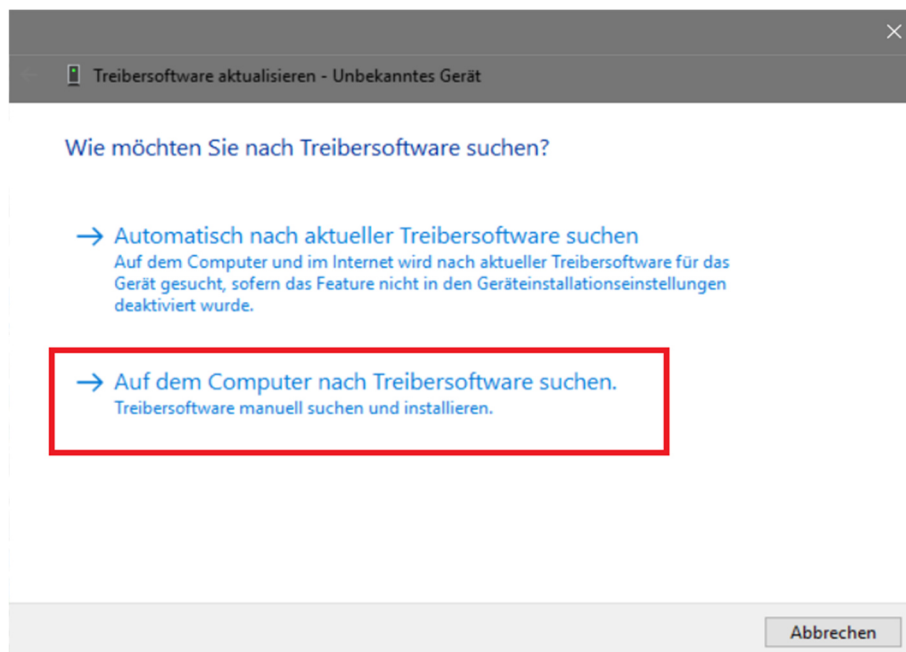 Treibersoftware aktualisieren - Unbekanntes Gerät
Wie möchten Sie nach Treibersoftware suchen?
Automatisch nach aktueller Treibersoftware suchen
Auf dem Computer und im Internet wird nach aktueller Treibersoftware für das
Gerät gesucht, sofern das Feature nicht in den Geräteinstallationseinstellungen
deaktiviert wurde.
Auf dem Computer nach Treibersoftware suchen.
Treibersoftware manuell suchen und installieren.
Abbrechen